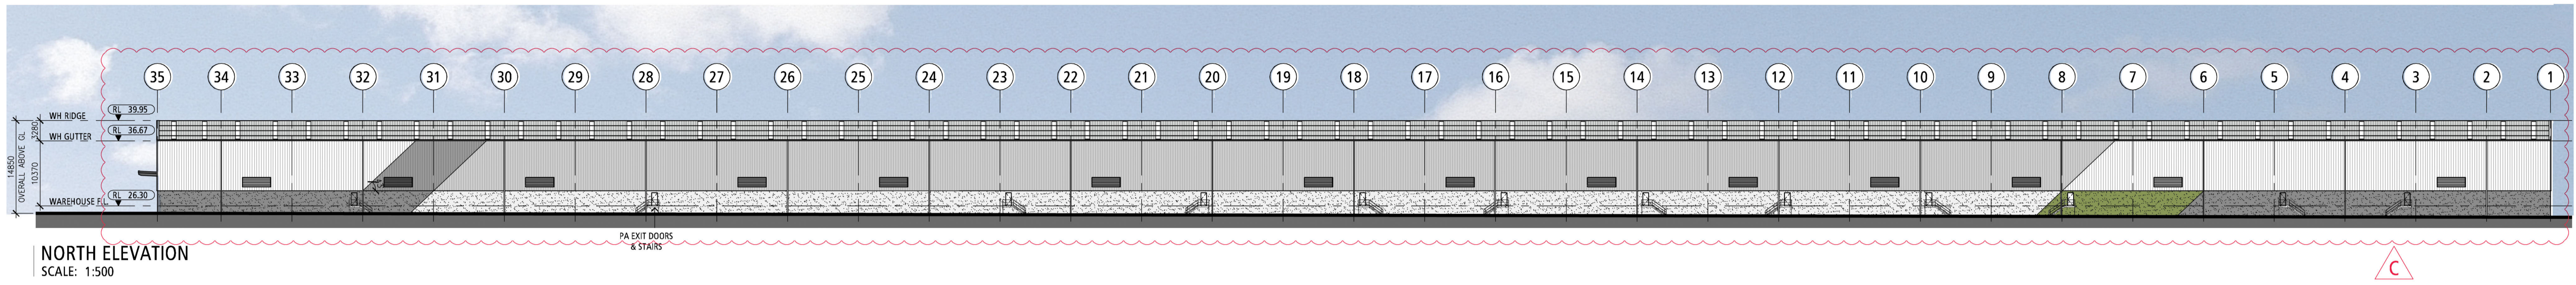 35 34 33 32 31 30 29 28 27 26 25 24 23 22 21 20 19 18 17 16 15 14 13 12 11 10 9 8 7 6 5 4 3 2 1
RL 39.95
WH RIDGE
RL 36.67
WH GUTTER
3280
14850
OVERALL ABOVE GL
10370
RL 26.30
WAREHOUSE F.L.
PA EXIT DOORS
& STAIRS
NORTH ELEVATION
SCALE: 1:500
C